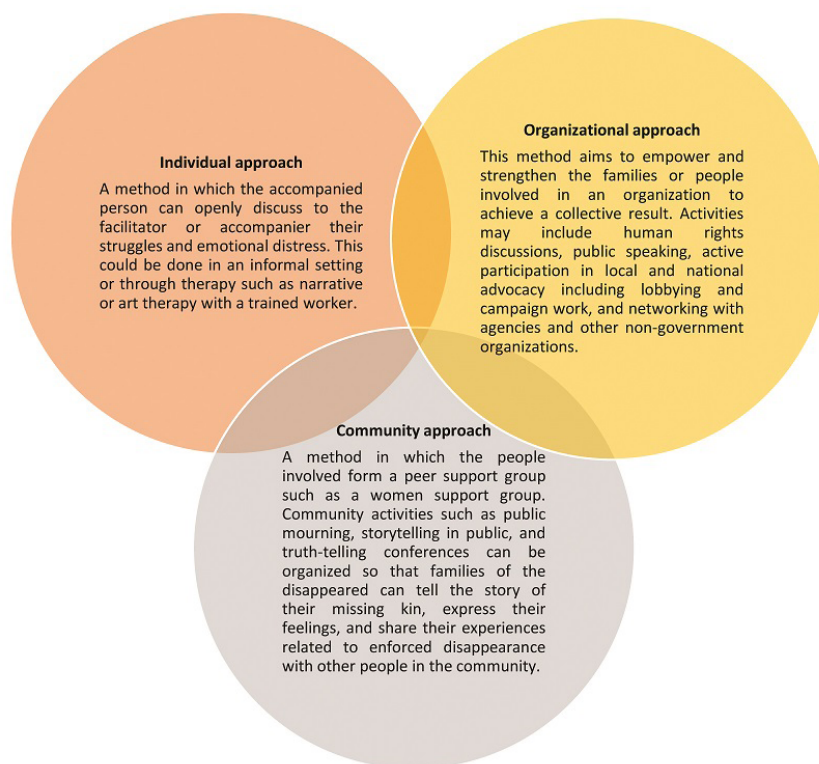 Individual approach
A method in which the accompanied
person can openly discuss to the
facilitator or accompanier their
struggles and emotional distress. This
could be done in an informal setting
or through therapy such as narrative
or art therapy with a trained worker.
Organizational approach
This method aims to empower and
strengthen the families or people
involved in an organization to
achieve a collective result. Activities
may include human rights
discussions, public speaking, active
participation in local and national
advocacy including lobbying and
campaign work, and networking with
agencies and other non-government
organizations.
Community approach
A method in which the people
involved form a peer support group
such as a women support group.
Community activities such as public
mourning, storytelling in public, and
truth-telling conferences can be
organized so that families of the
disappeared can tell the story of
their missing kin, express their
feelings, and share their experiences
related to enforced disappearance
with other people in the community.